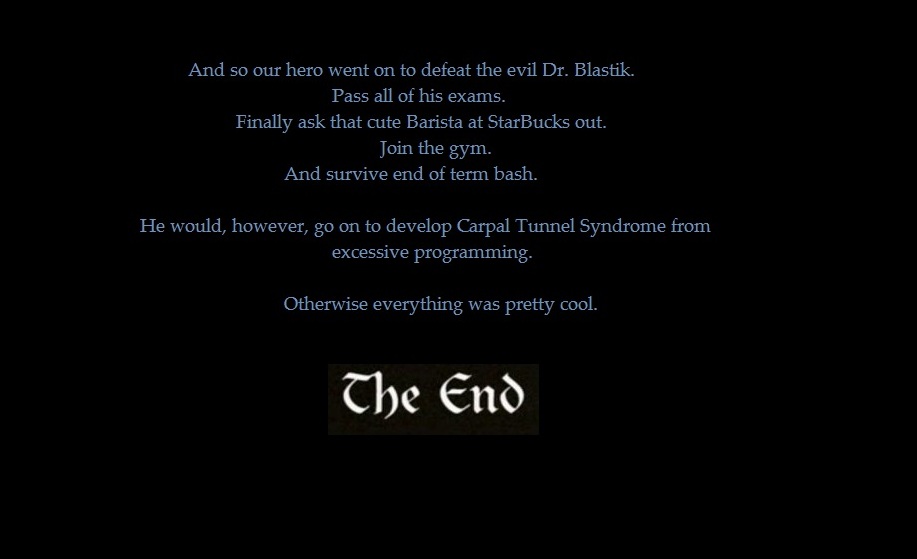 And so our hero went on to defeat the evil Dr. Blastik.
Pass all of his exams.
Finally ask that cute Barista at StarBucks out.
Join the gym.
And survive end of term bash.
He would, however, go on to develop Carpal Tunnel Syndrome from
excessive programming.
Otherwise everything was pretty cool.
The End